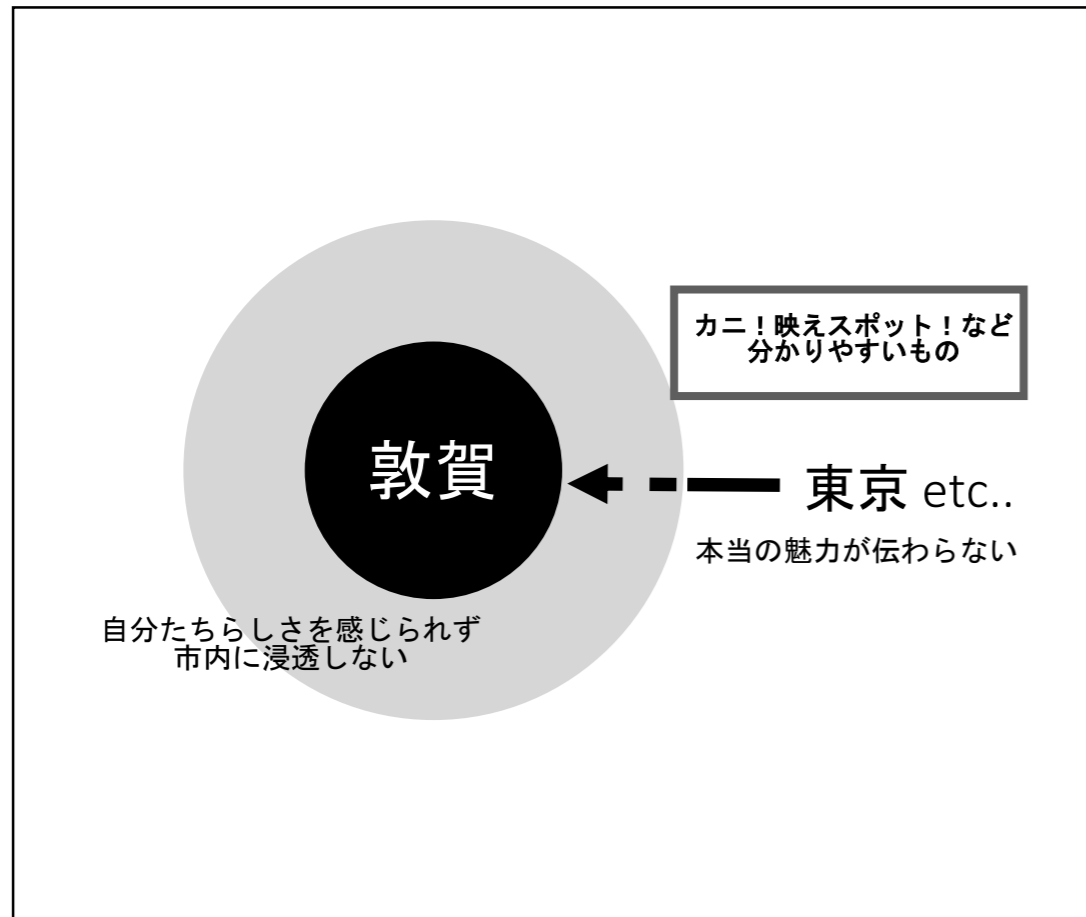 カニ！映えスポット！など
分かりやすいもの
敦賀
東京 etc..
本当の魅力が伝わらない
自分たちらしさを感じられず
市内に浸透しない